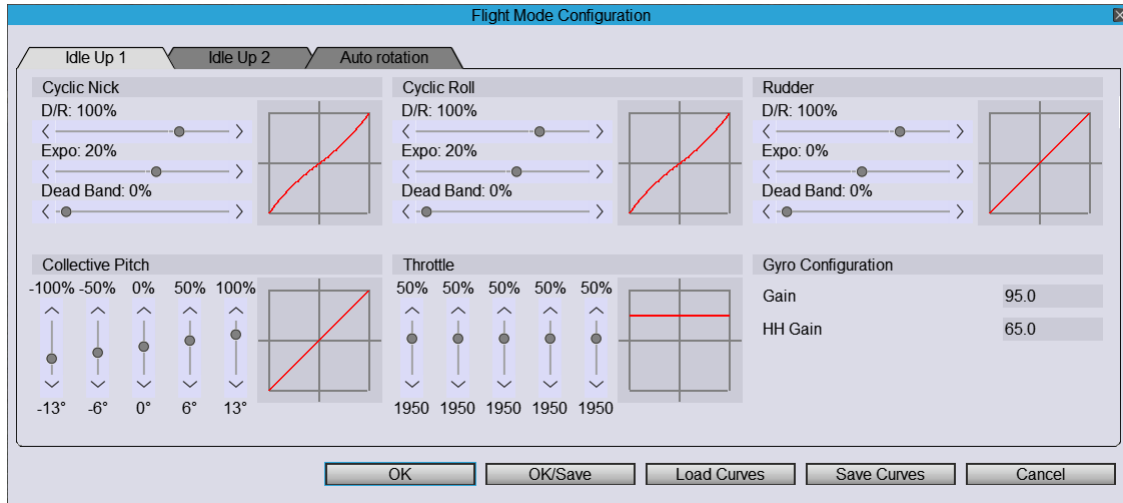 Flight Mode Configuration
Idle Up 1 Idle Up 2 Auto rotation
Cyclic Nick
D/R: 100%
Expo: 20%
Dead Band: 0%
Cyclic Roll
D/R: 100%
Expo: 20%
Dead Band: 0%
Rudder
D/R: 100%
Expo: 0%
Dead Band: 0%
Collective Pitch
-100% -50% 0% 50% 100%
-13° -6° 0° 6° 13°
Throttle
50% 50% 50% 50% 50%
1950 1950 1950 1950 1950
Gyro Configuration
Gain 95.0
HH Gain 65.0
OK OK/Save Load Curves Save Curves Cancel